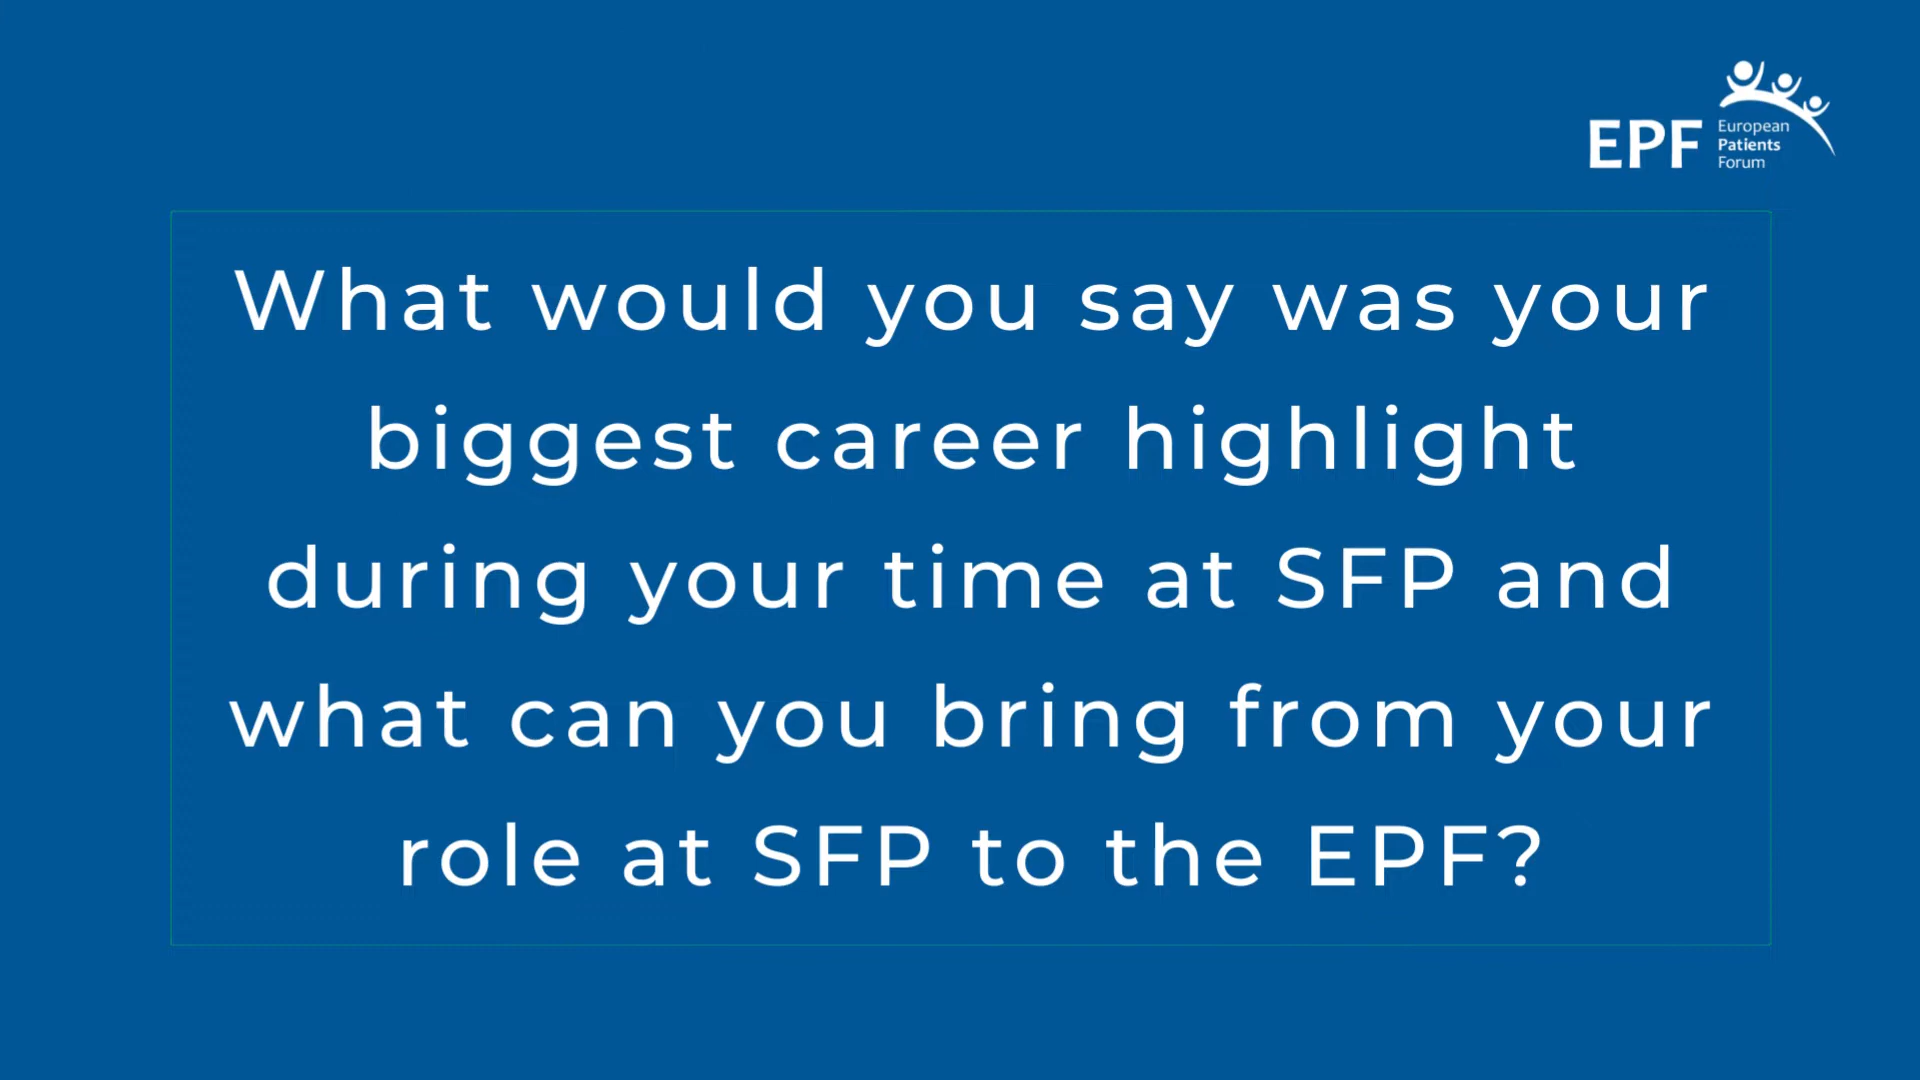 EPF
European
Patients
Forum
What would you say was your
biggest career highlight
during your time at SFP and
what can you bring from your
role at SFP to the EPF?